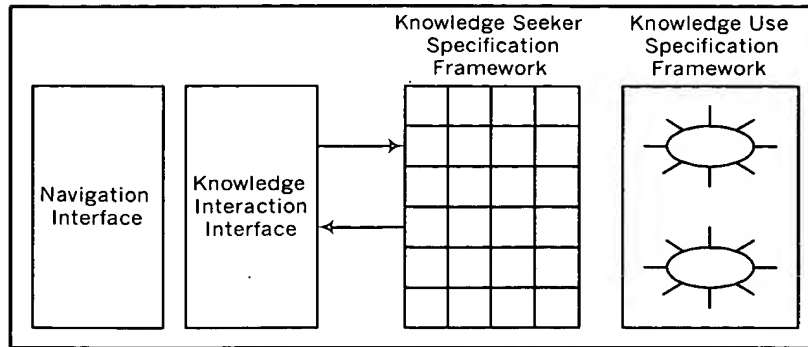 Knowledge Seeker
Specification
Framework
Knowledge Use
Specification
Framework
Navigation
Interface
Knowledge
Interaction
Interface